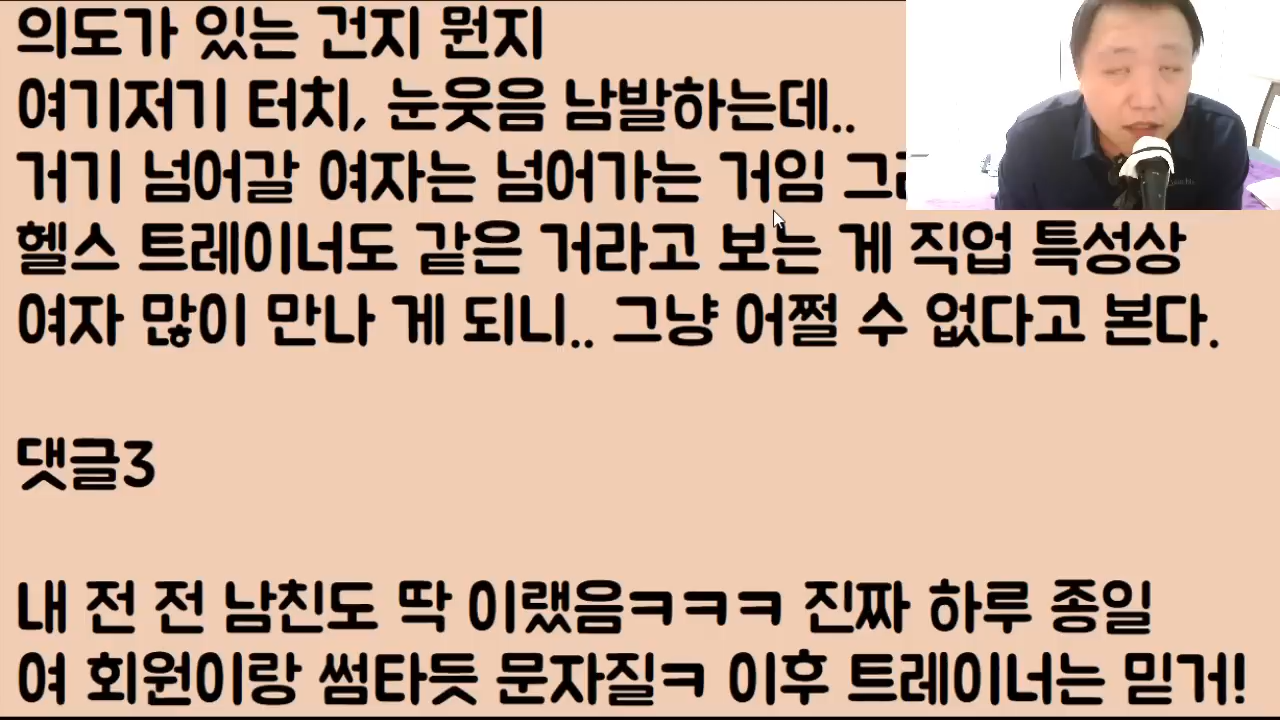 의도가 있는 건지 뭔지
여기저기 터치, 눈웃음 남발하는데..
거기 넘어갈 여자는 넘어가는 거임
헬스 트레이너도 같은 거라고 보는 게 직업 특성상
여자 많이 만나 게 되니.. 그냥 어쩔 수 없다고 본다.
댓글3
내 전 전 남친도 딱 이랬음ㅋㅋㅋ 진짜 하루 종일
여 회원이랑 썸타듯 문자질ㅋ 이후 트레이너는 믿거!